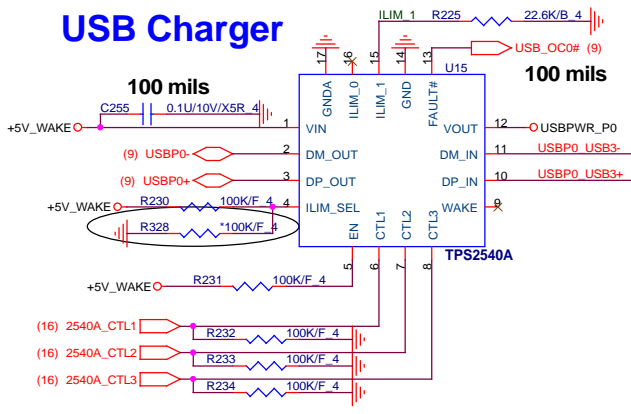 USB Charger
ILIM_1
R225
22.6K/B_4
USB_OC0# (9)
100 mils
100 mils
17
16
15
14
13
U15
GNDA
ILIM_0
ILIM_1
GND
FAULT#
C255
0.1U/10V/X5R_4
+5V_WAKE
1
VIN
VOUT
12
USBPWR_P0
(9) USBP0-
2
DM_OUT
DM_IN
11
USBP0_USB3-
(9) USBP0+
3
DP_OUT
DP_IN
10
USBP0_USB3+
+5V_WAKE
R230
100K/F_4
4
ILIM_SEL
WAKE
9
R328
*100K/F_4
EN
CTL1
CTL2
CTL3
TPS2540A
5
6
7
8
+5V_WAKE
R231
100K/F_4
(16) 2540A_CTL1
R232
100K/F_4
(16) 2540A_CTL2
R233
100K/F_4
(16) 2540A_CTL3
R234
100K/F_4